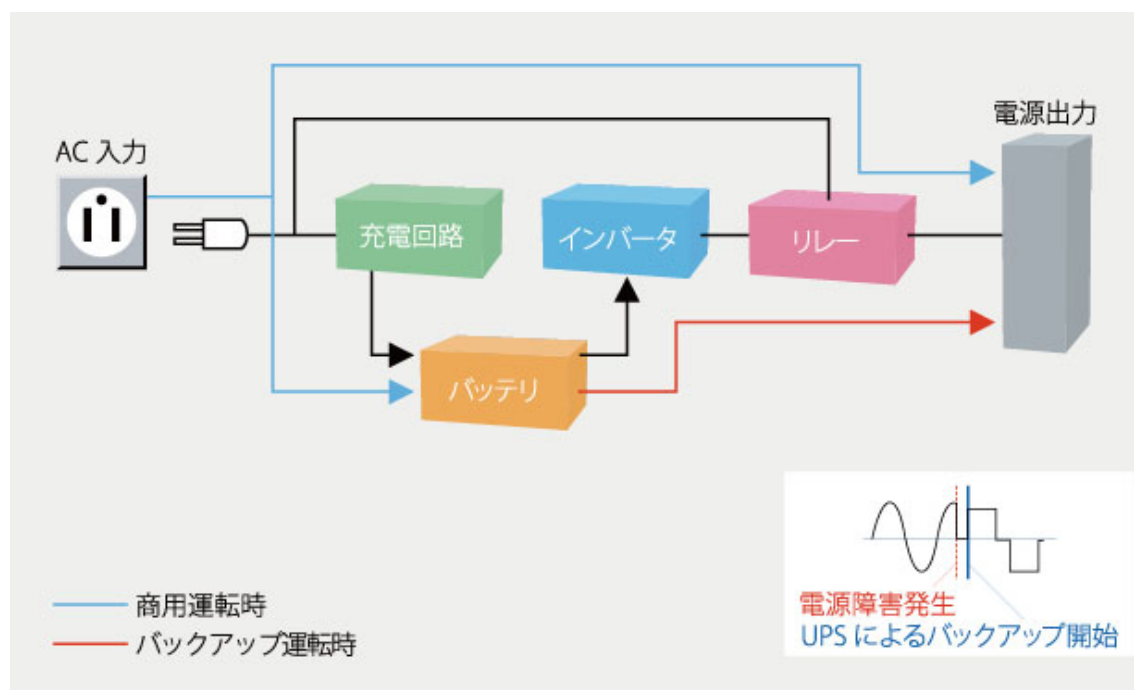 電源出力
AC 入力
充電回路
インバータ
リレー
バッテリ
商用運転時
バックアップ運転時
電源障害発生
UPS によるバックアップ開始